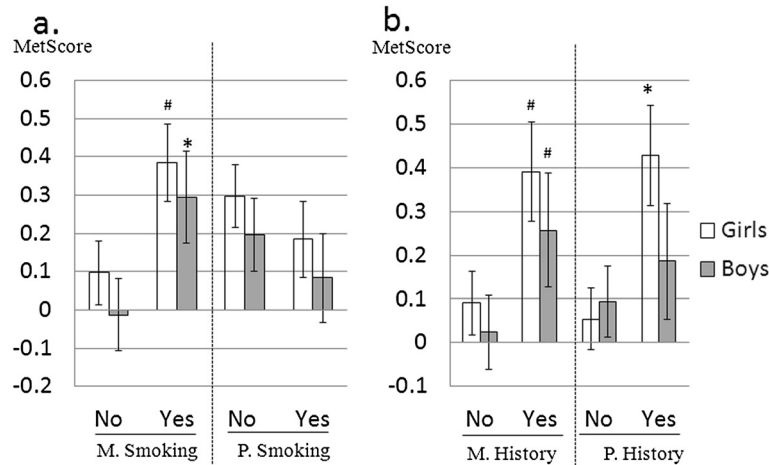 a.
MetScore
0.6
0.5
0.4
0.3
0.2
0.1
0
-0.1
-0.2
#
*
No Yes No Yes
M. Smoking P. Smoking
b.
MetScore
0.6
0.5
0.4
0.3
0.2
0.1
0
-0.1
#
#
*
No Yes No Yes
M. History P. History
Girls
Boys